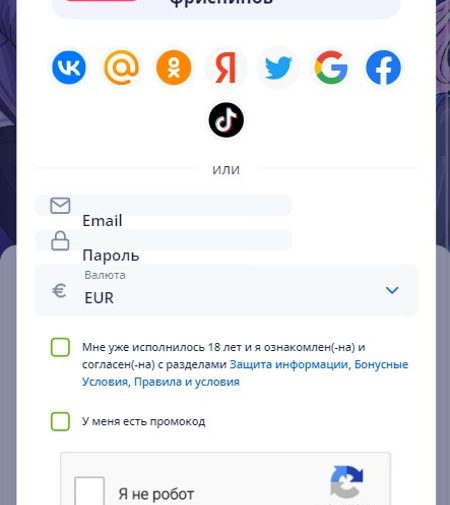 фриспинов
или
Email
Пароль
Валюта
€ EUR
Мне уже исполнилось 18 лет и я ознакомлен(-на) и
согласен(-на) с разделами Защита информации, Бонусные
Условия, Правила и условия
У меня есть промокод
Я не робот